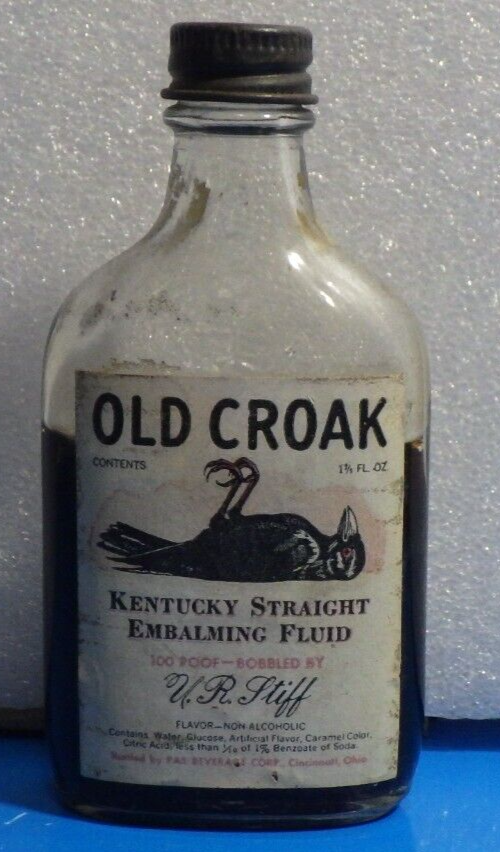 OLD CROAK
CONTENTS 1⅗ FL. OZ.
KENTUCKY STRAIGHT
EMBALMING FLUID
100 PROOF—BOBBLED BY
U. R. Stiff
FLAVOR—NON-ALCOHOLIC
Contains Water, Glucose, Artificial Flavor, Caramel Color,
Citric Acid, less than 1/10 of 1% Benzoate of Soda.
Bottled by PAR BEVERAGE CORP., Cincinnati, Ohio